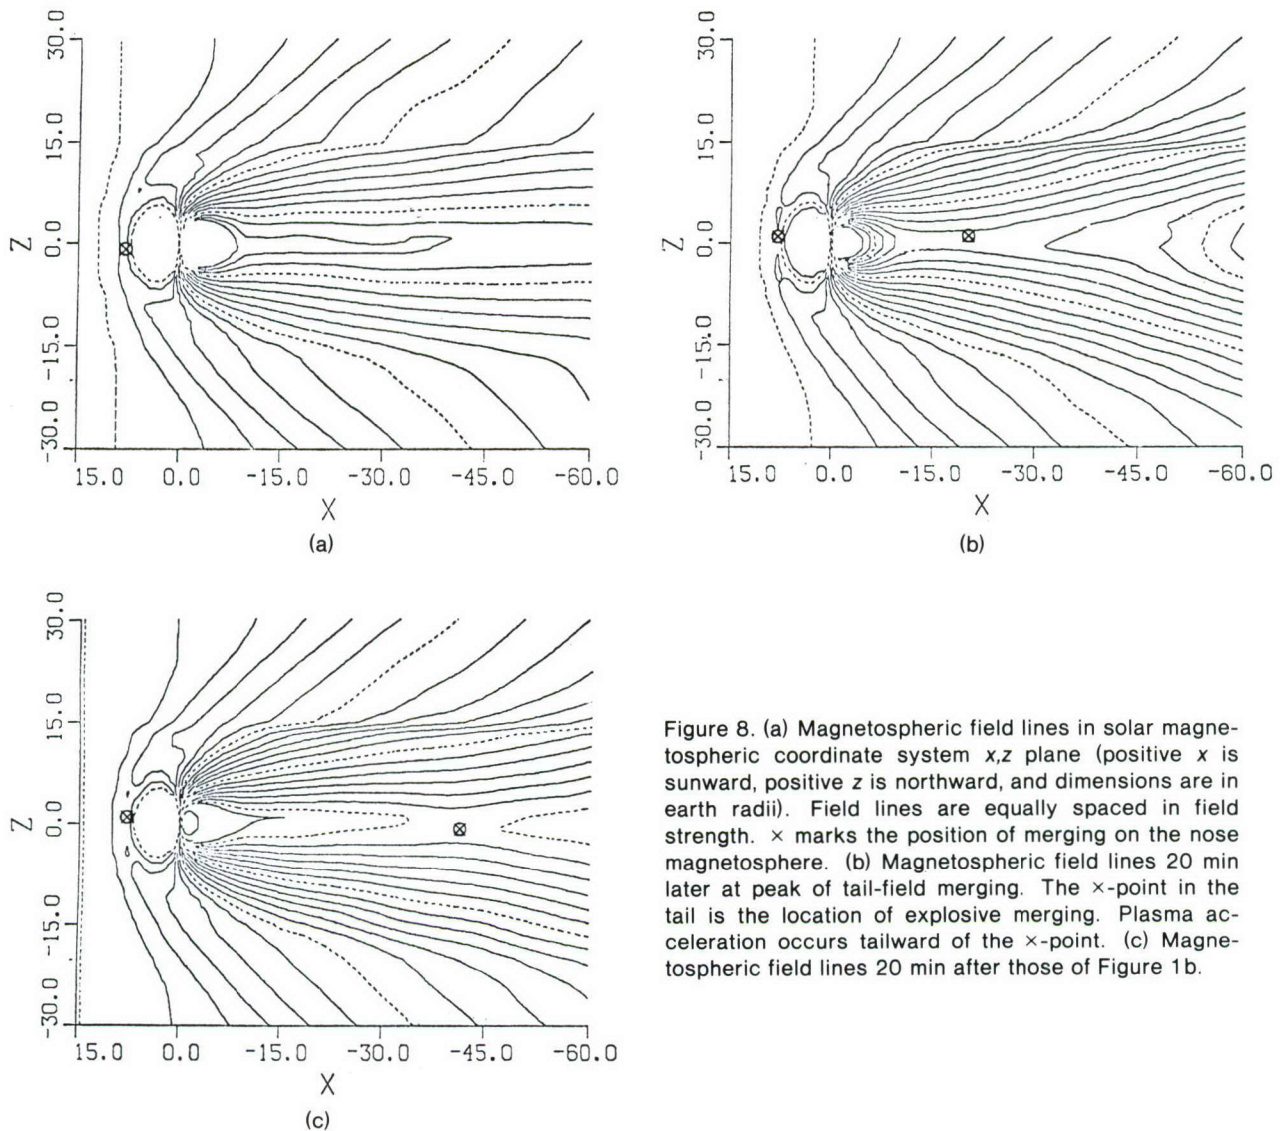 30.0
15.0
0.0
-15.0
-30.0
Z
15.0 0.0 -15.0 -30.0 -45.0 -60.0
X
(a)
30.0
15.0
0.0
-15.0
-30.0
Z
15.0 0.0 -15.0 -30.0 -45.0 -60.0
X
(b)
30.0
15.0
0.0
-15.0
-30.0
Z
15.0 0.0 -15.0 -30.0 -45.0 -60.0
X
(c)
Figure 8. (a) Magnetospheric field lines in solar magne-
tospheric coordinate system x,z plane (positive x is
sunward, positive z is northward, and dimensions are in
earth radii). Field lines are equally spaced in field
strength. × marks the position of merging on the nose
magnetosphere. (b) Magnetospheric field lines 20 min
later at peak of tail-field merging. The ×-point in the
tail is the location of explosive merging. Plasma ac-
celeration occurs tailward of the ×-point. (c) Magne-
tospheric field lines 20 min after those of Figure 1b.